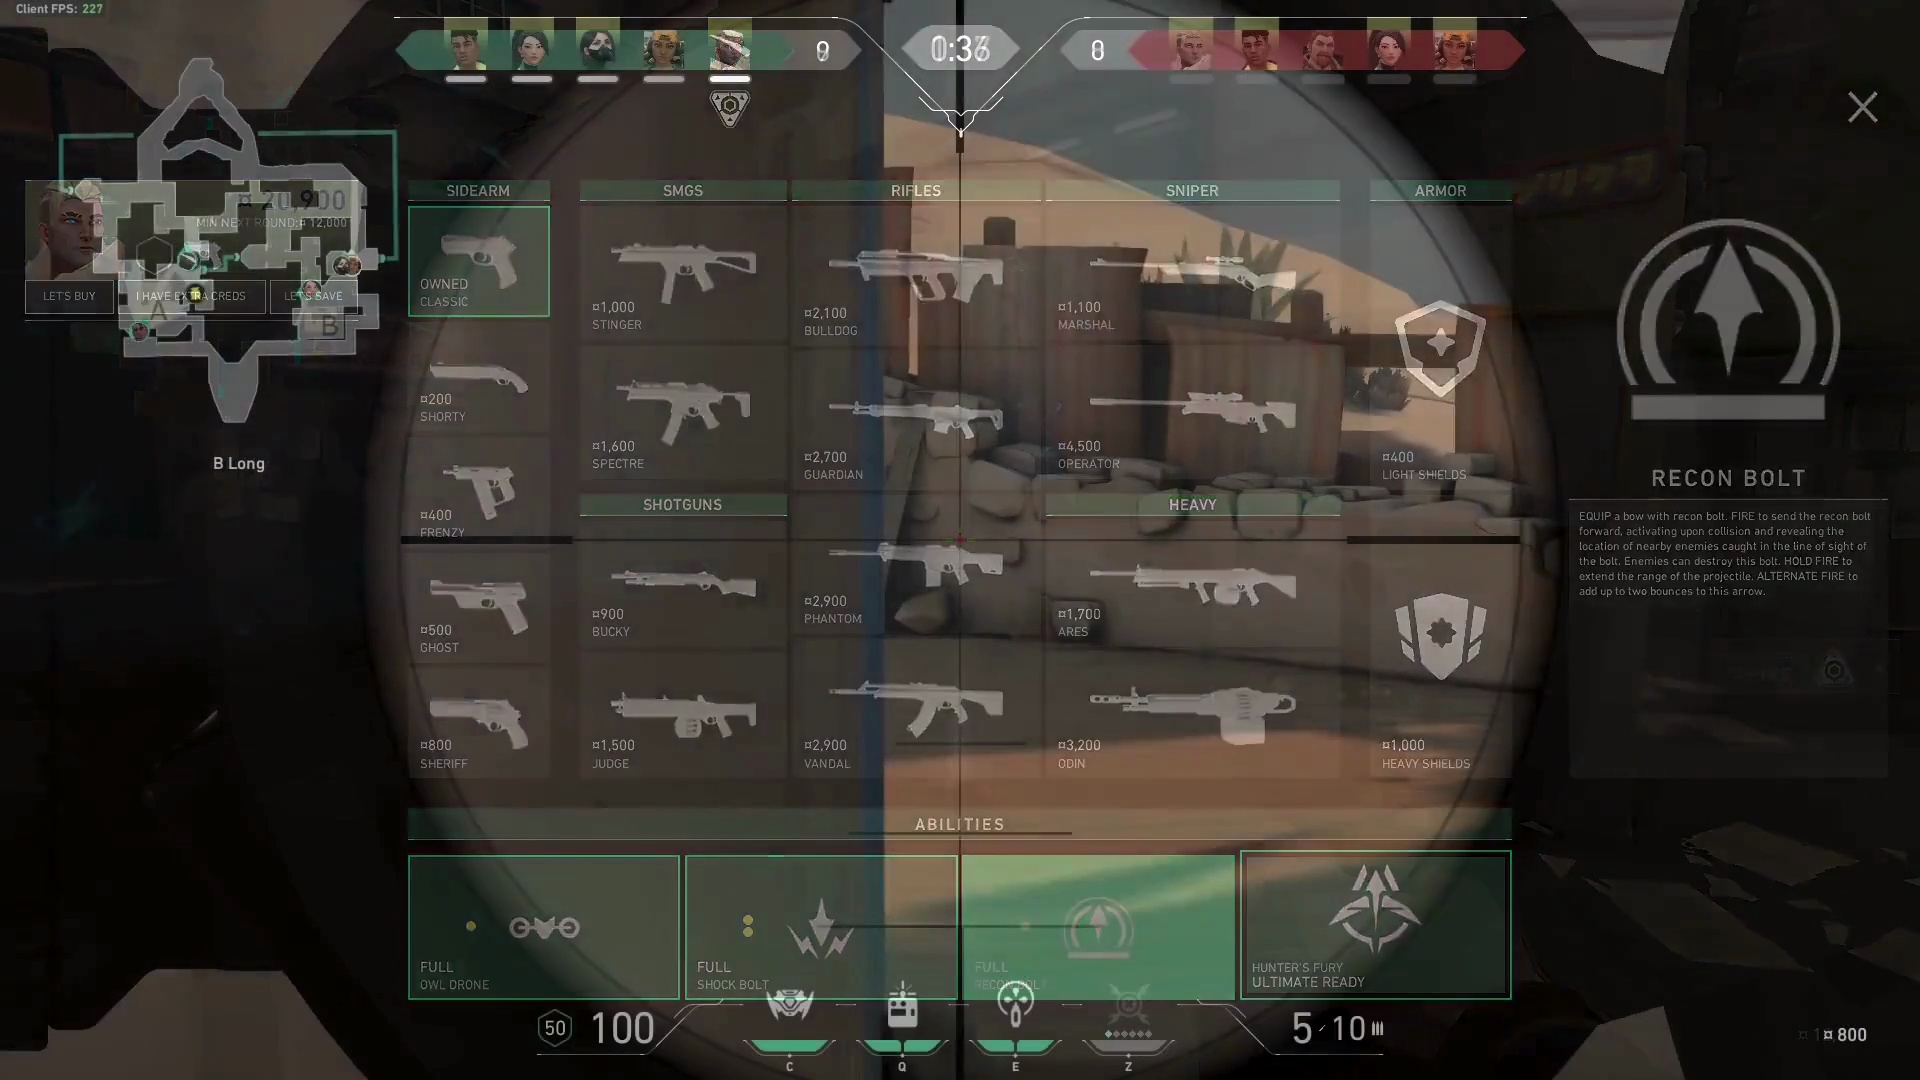 Client FPS: 227
9
0:36
8
¤ 20,900
MIN NEXT ROUND: ¤ 12,000
LET'S BUY
I HAVE EXTRA CREDS
LET'S SAVE
A
B
B Long
SIDEARM
SMGS
RIFLES
SNIPER
ARMOR
OWNED
CLASSIC
¤200
SHORTY
¤400
FRENZY
¤500
GHOST
¤800
SHERIFF
¤1,000
STINGER
¤1,600
SPECTRE
SHOTGUNS
¤900
BUCKY
¤1,500
JUDGE
¤2,100
BULLDOG
¤2,700
GUARDIAN
¤2,900
PHANTOM
¤2,900
VANDAL
¤1,100
MARSHAL
¤4,500
OPERATOR
HEAVY
¤1,700
ARES
¤3,200
ODIN
¤400
LIGHT SHIELDS
¤1,000
HEAVY SHIELDS
RECON BOLT
EQUIP a bow with recon bolt. FIRE to send the recon bolt
forward, activating upon collision and revealing the
location of nearby enemies caught in the line of sight of
the bolt. Enemies can destroy this bolt. HOLD FIRE to
extend the range of the projectile. ALTERNATE FIRE to
add up to two bounces to this arrow.
ABILITIES
FULL
OWL DRONE
FULL
SHOCK BOLT
FULL
RECON BOLT
HUNTER'S FURY
ULTIMATE READY
50
100
C
Q
E
Z
5/10
¤800